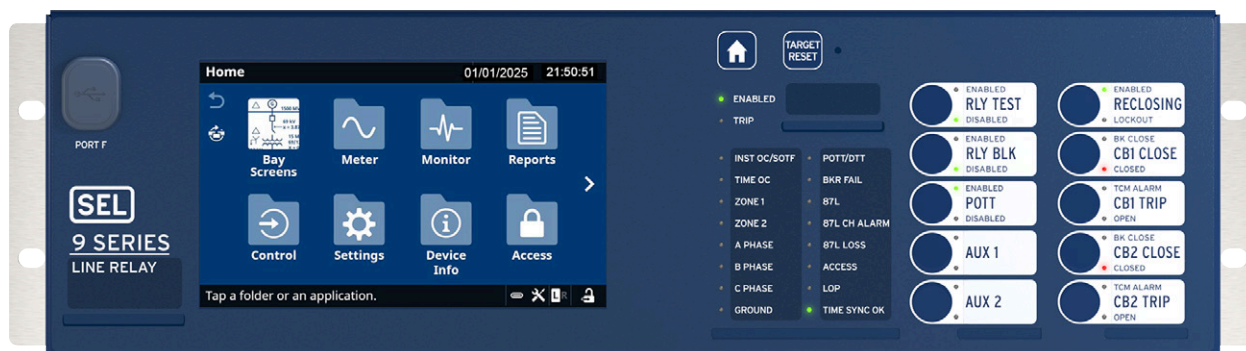 PORT F
SEL
9 SERIES
LINE RELAY
Home 01/01/2025 21:50:51
Bay
Screens
Meter
Monitor
Reports
Control
Settings
Device
Info
Access
Tap a folder or an application.
L R
TARGET
RESET
ENABLED
TRIP
INST OC/SOTF
TIME OC
ZONE 1
ZONE 2
A PHASE
B PHASE
C PHASE
GROUND
POTT/DTT
BKR FAIL
87L
87L CH ALARM
87L LOSS
ACCESS
LOP
TIME SYNC OK
ENABLED
RLY TEST
DISABLED
ENABLED
RLY BLK
DISABLED
ENABLED
POTT
DISABLED
AUX 1
AUX 2
ENABLED
RECLOSING
LOCKOUT
BK CLOSE
CB1 CLOSE
CLOSED
TCM ALARM
CB1 TRIP
OPEN
BK CLOSE
CB2 CLOSE
CLOSED
TCM ALARM
CB2 TRIP
OPEN